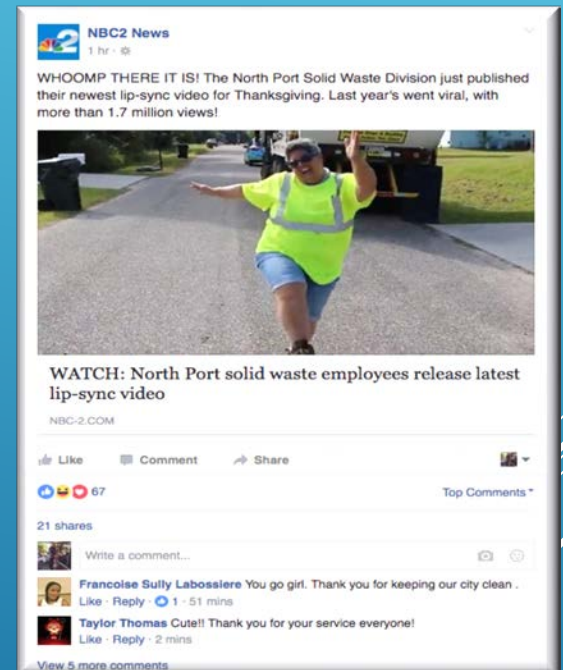 NBC2 News
1 hr ·
WHOOMP THERE IT IS! The North Port Solid Waste Division just published
their newest lip-sync video for Thanksgiving. Last year's went viral, with
more than 1.7 million views!
WATCH: North Port solid waste employees release latest
lip-sync video
NBC-2.COM
Like Comment Share
67 Top Comments
21 shares
Write a comment...
Francoise Sully Labossiere You go girl. Thank you for keeping our city clean .
Like · Reply · 1 · 51 mins
Taylor Thomas Cute!! Thank you for your service everyone!
Like · Reply · 2 mins
View 5 more comments